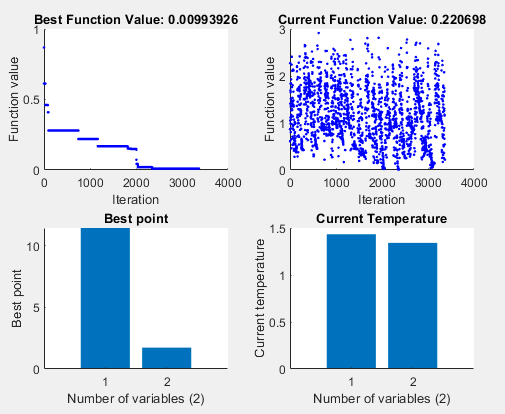 Best Function Value: 0.00993926
Function value
1
0.5
0
0 1000 2000 3000 4000
Iteration
Current Function Value: 0.220698
Function value
3
2
1
0
0 1000 2000 3000 4000
Iteration
Best point
Best point
10
5
0
1 2
Number of variables (2)
Current Temperature
Current temperature
1.5
1
0.5
0
1 2
Number of variables (2)